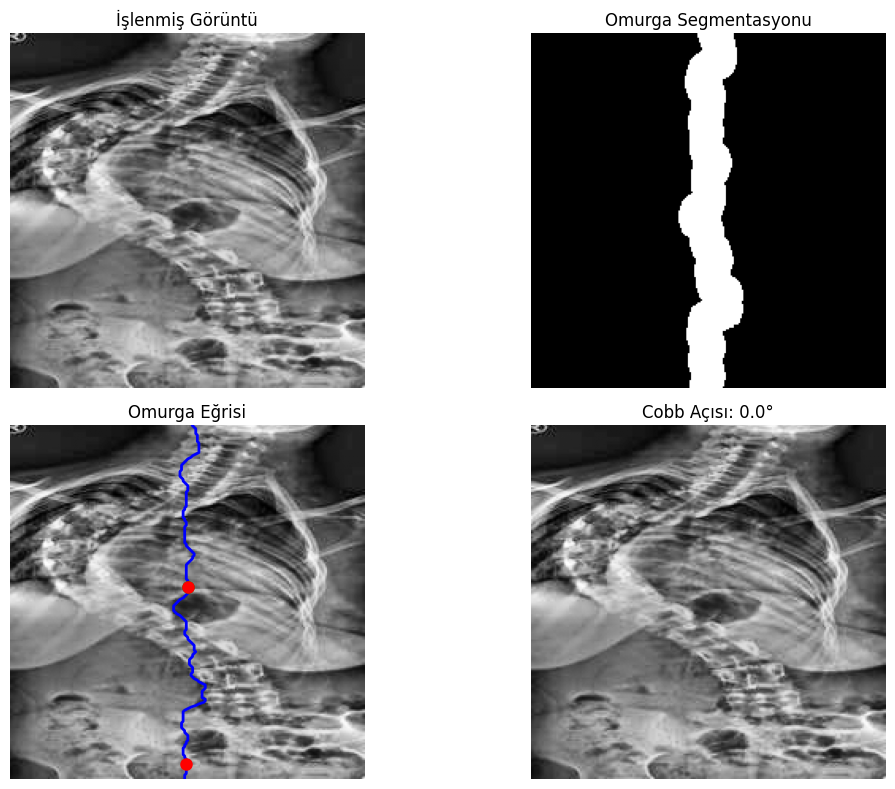 İşlenmiş Görüntü
Omurga Segmentasyonu
Omurga Eğrisi
Cobb Açısı: 0.0°